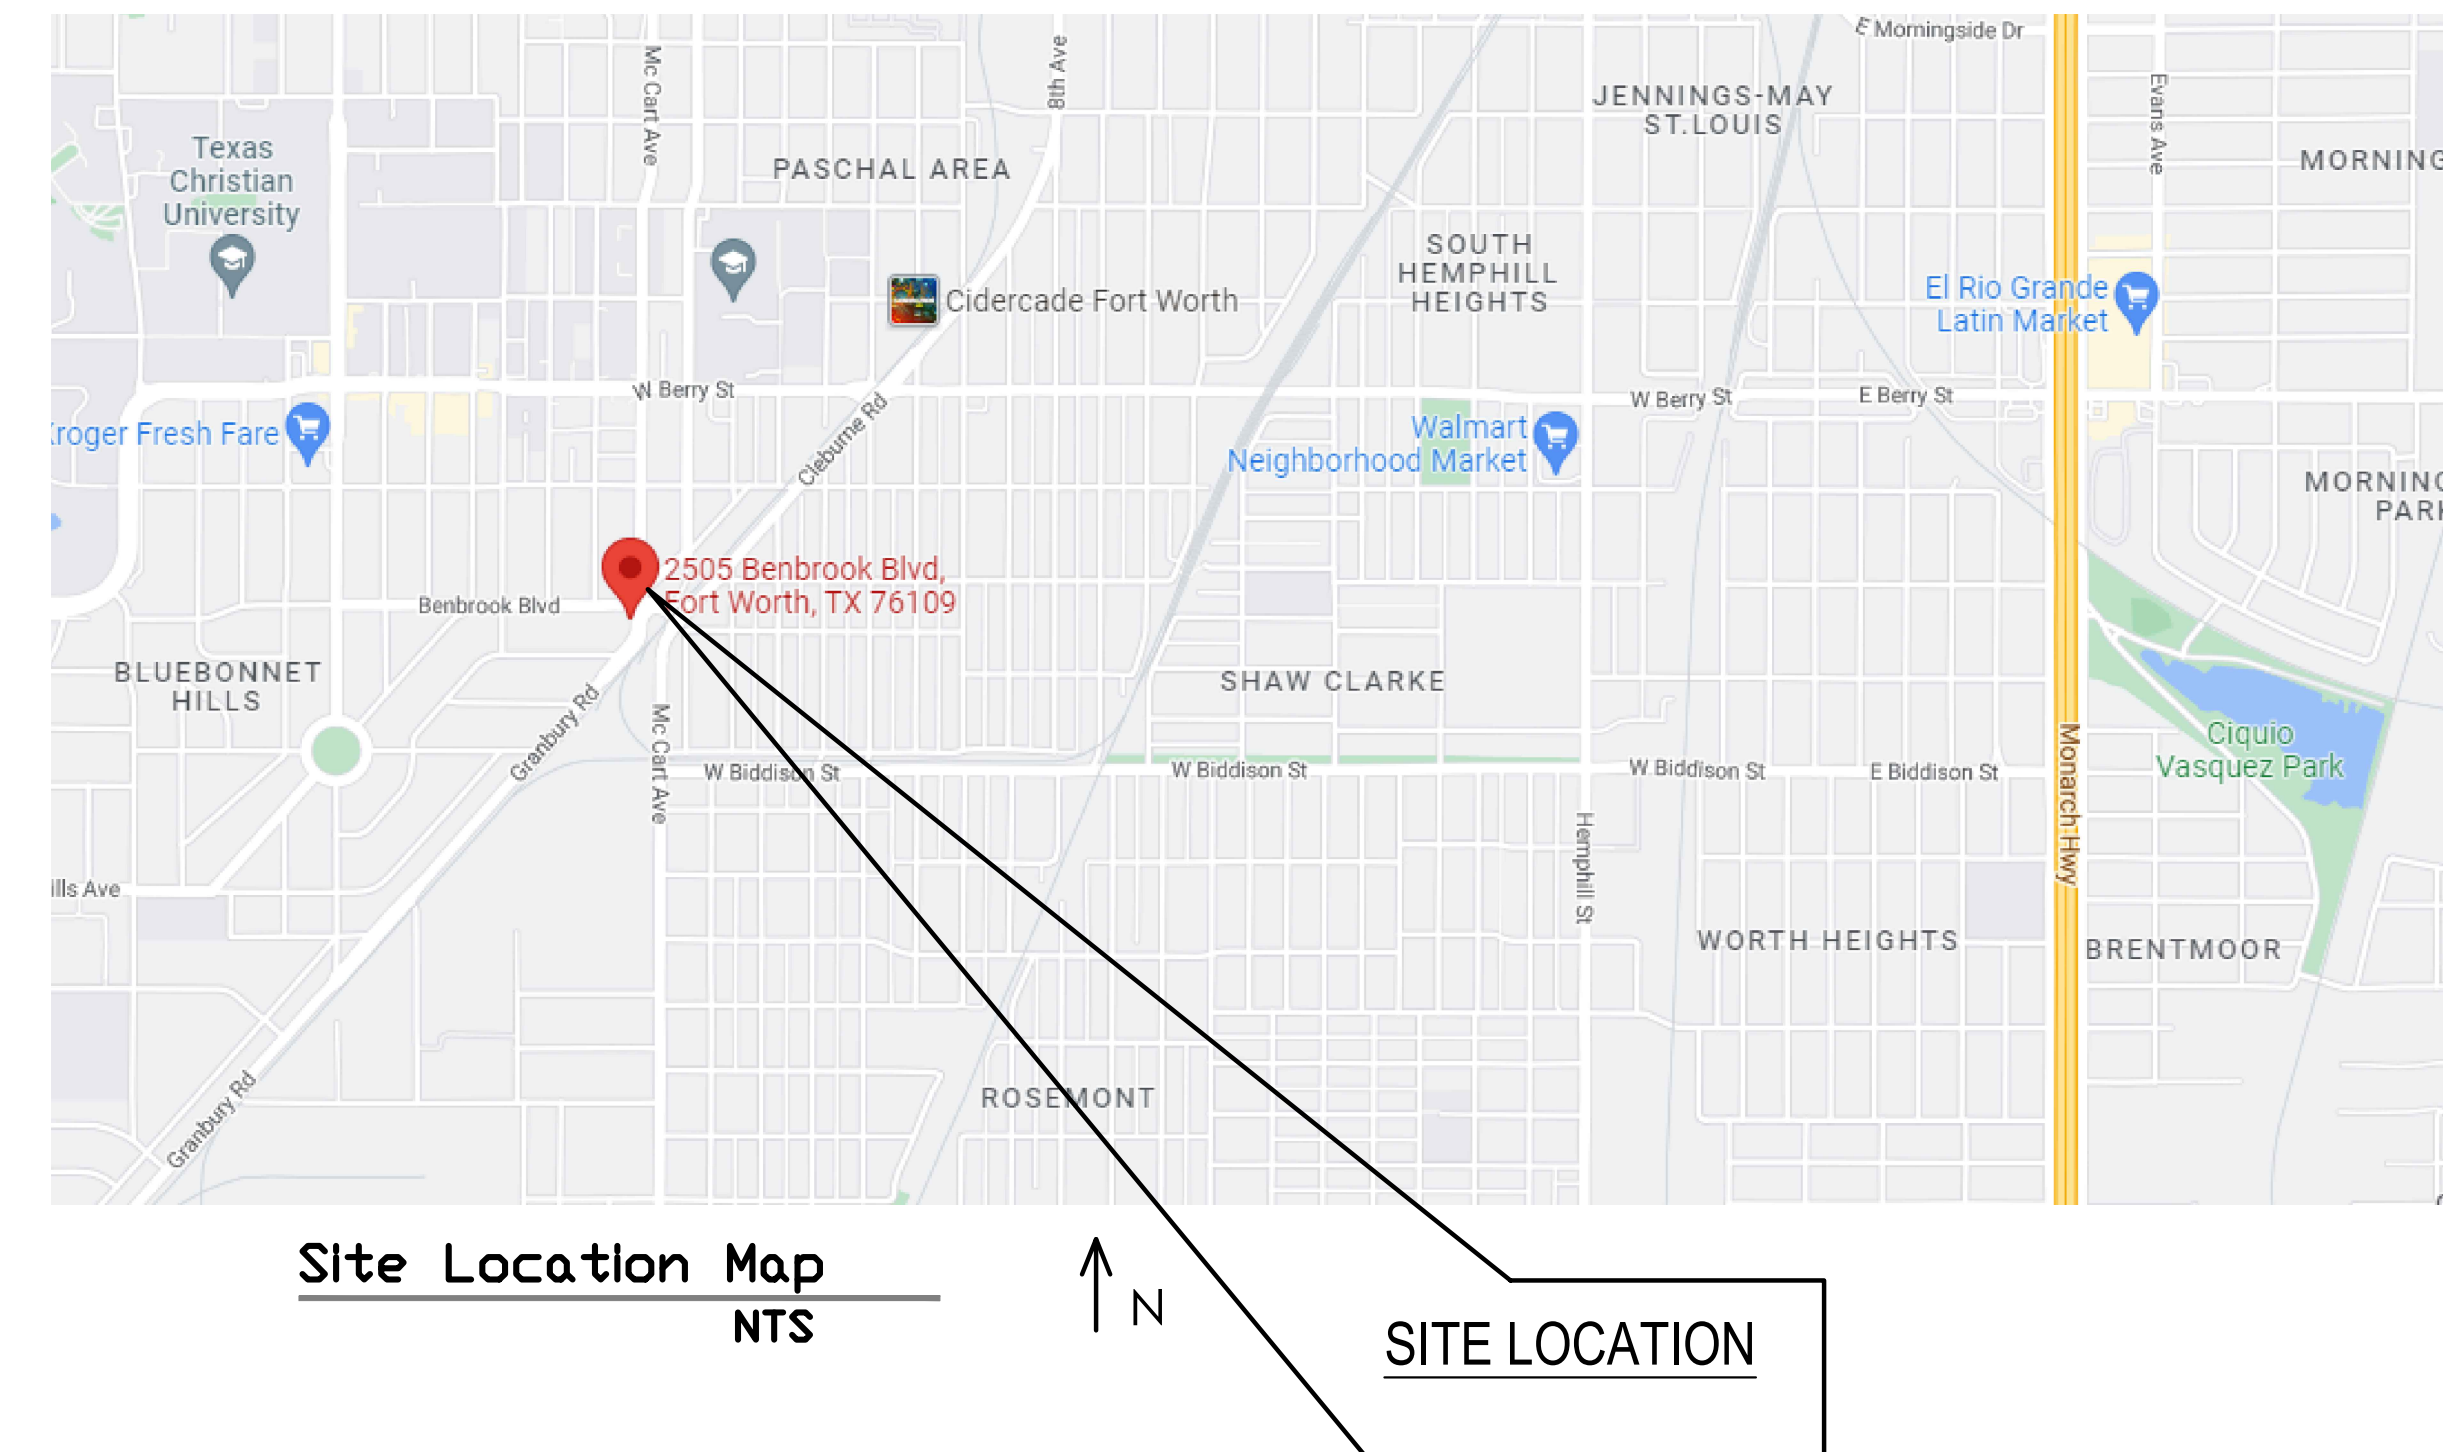 E Morningside Dr
Mc Cart Ave
8th Ave
Evans Ave
JENNINGS-MAY
ST.LOUIS
Texas
Christian
University
PASCHAL AREA
MORNING
SOUTH
HEMPHILL
HEIGHTS
Cidercade Fort Worth
El Rio Grande
Latin Market
W Berry St
W Berry St
E Berry St
Kroger Fresh Fare
Cleburne Rd
Walmart
Neighborhood Market
MORNING
PARK
2505 Benbrook Blvd,
Fort Worth, TX 76109
Benbrook Blvd
BLUEBONNET
HILLS
Granbury Rd
Mc Cart Ave
SHAW CLARKE
Ciquio
Vasquez Park
Monarch Hwy
W Biddison St
W Biddison St
W Biddison St
E Biddison St
Hemphill St
ills Ave
WORTH HEIGHTS
BRENTMOOR
Granbury Rd
ROSEMONT
Site Location Map
NTS
N
SITE LOCATION